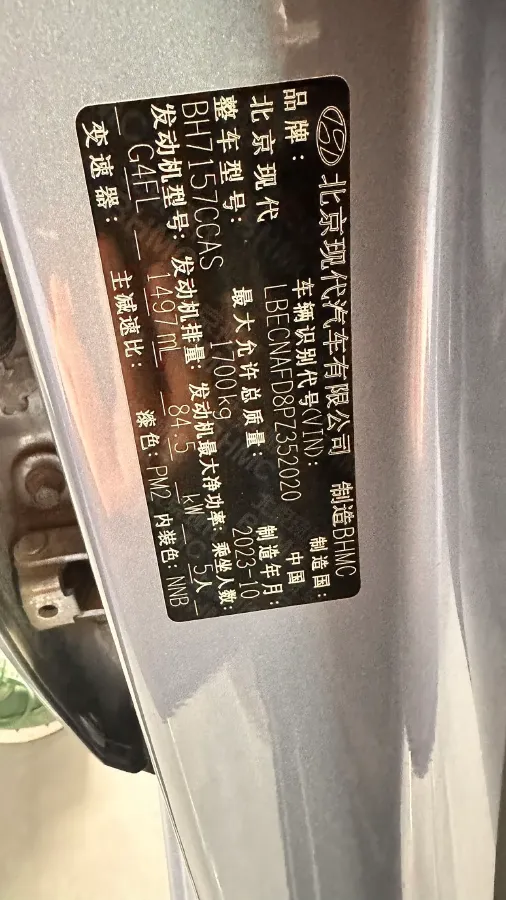 北京现代汽车有限公司 制造BHMC
品牌: 车辆识别代号(VIN): 制造国:
北京现代 LBECNAFD8PZ352020 中国
整车型号: 最大允许总质量: 制造年月:
BH7157CCAS 1700kg 2023-10
发动机型号: 发动机排量: 发动机最大净功率: 乘坐人数:
G4FL 1497ml 84.5 kW 5人
变速器: 主减速比: 漆色: PM2 内装色: NNB